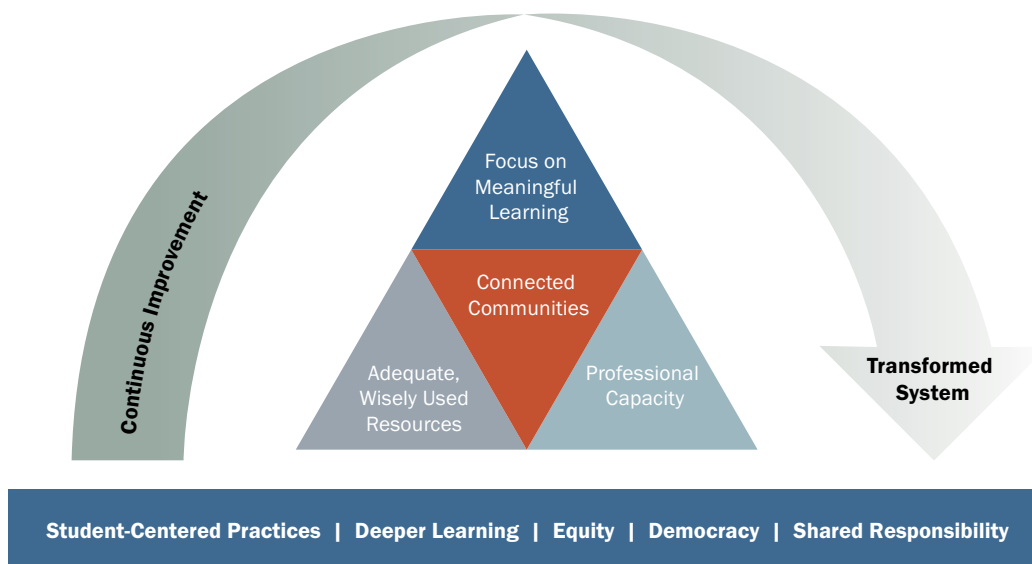 Focus on
Meaningful
Learning
Continuous Improvement
Connected
Communities
Adequate,
Wisely Used
Resources
Professional
Capacity
Transformed
System
Student-Centered Practices | Deeper Learning | Equity | Democracy | Shared Responsibility